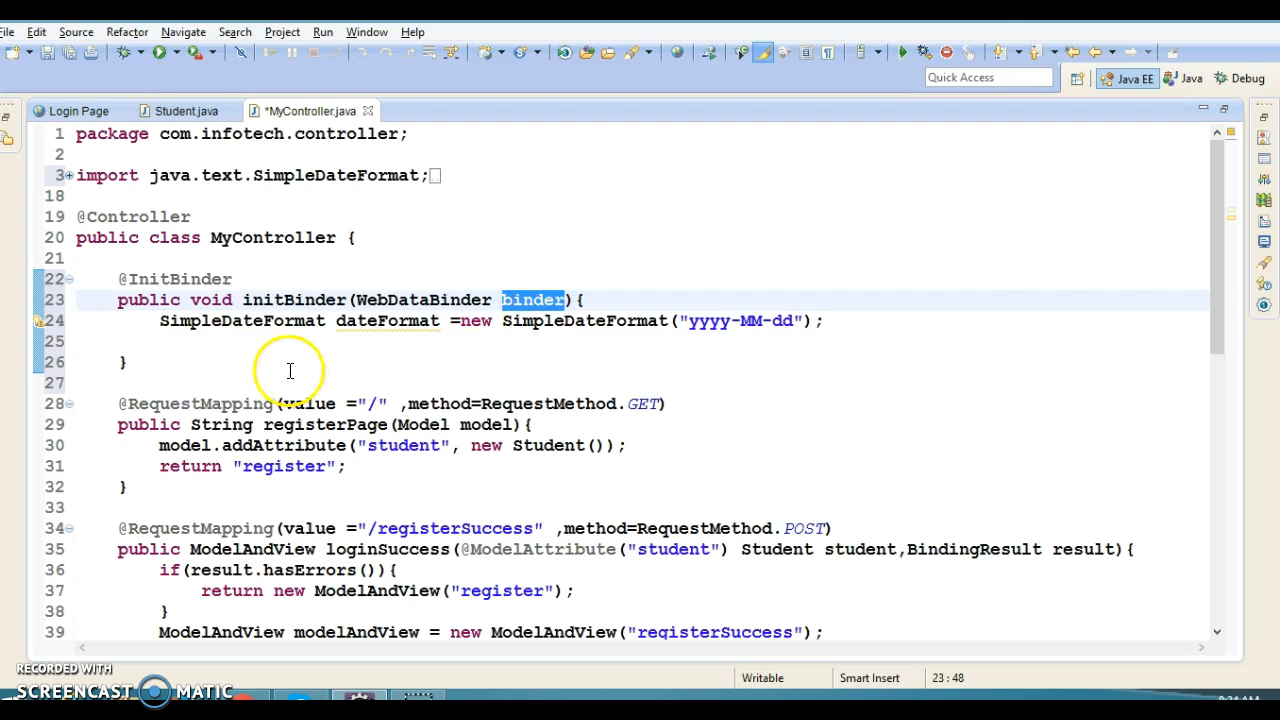 File Edit Source Refactor Navigate Search Project Run Window Help
Quick Access
Java EE Java Debug
Login Page Student.java *MyController.java
1 package com.infotech.controller;
2
3 import java.text.SimpleDateFormat;
18
19 @Controller
20 public class MyController {
21
22 @InitBinder
23 public void initBinder(WebDataBinder binder){
24 SimpleDateFormat dateFormat =new SimpleDateFormat("yyyy-MM-dd");
25
26 }
27
28 @RequestMapping(value ="/" ,method=RequestMethod.GET)
29 public String registerPage(Model model){
30 model.addAttribute("student", new Student());
31 return "register";
32 }
33
34 @RequestMapping(value ="/registerSuccess" ,method=RequestMethod.POST)
35 public ModelAndView loginSuccess(@ModelAttribute("student") Student student,BindingResult result){
36 if(result.hasErrors()){
37 return new ModelAndView("register");
38 }
39 ModelAndView modelAndView = new ModelAndView("registerSuccess");
Writable Smart Insert 23 : 48
RECORDED WITH
SCREENCAST MATIC